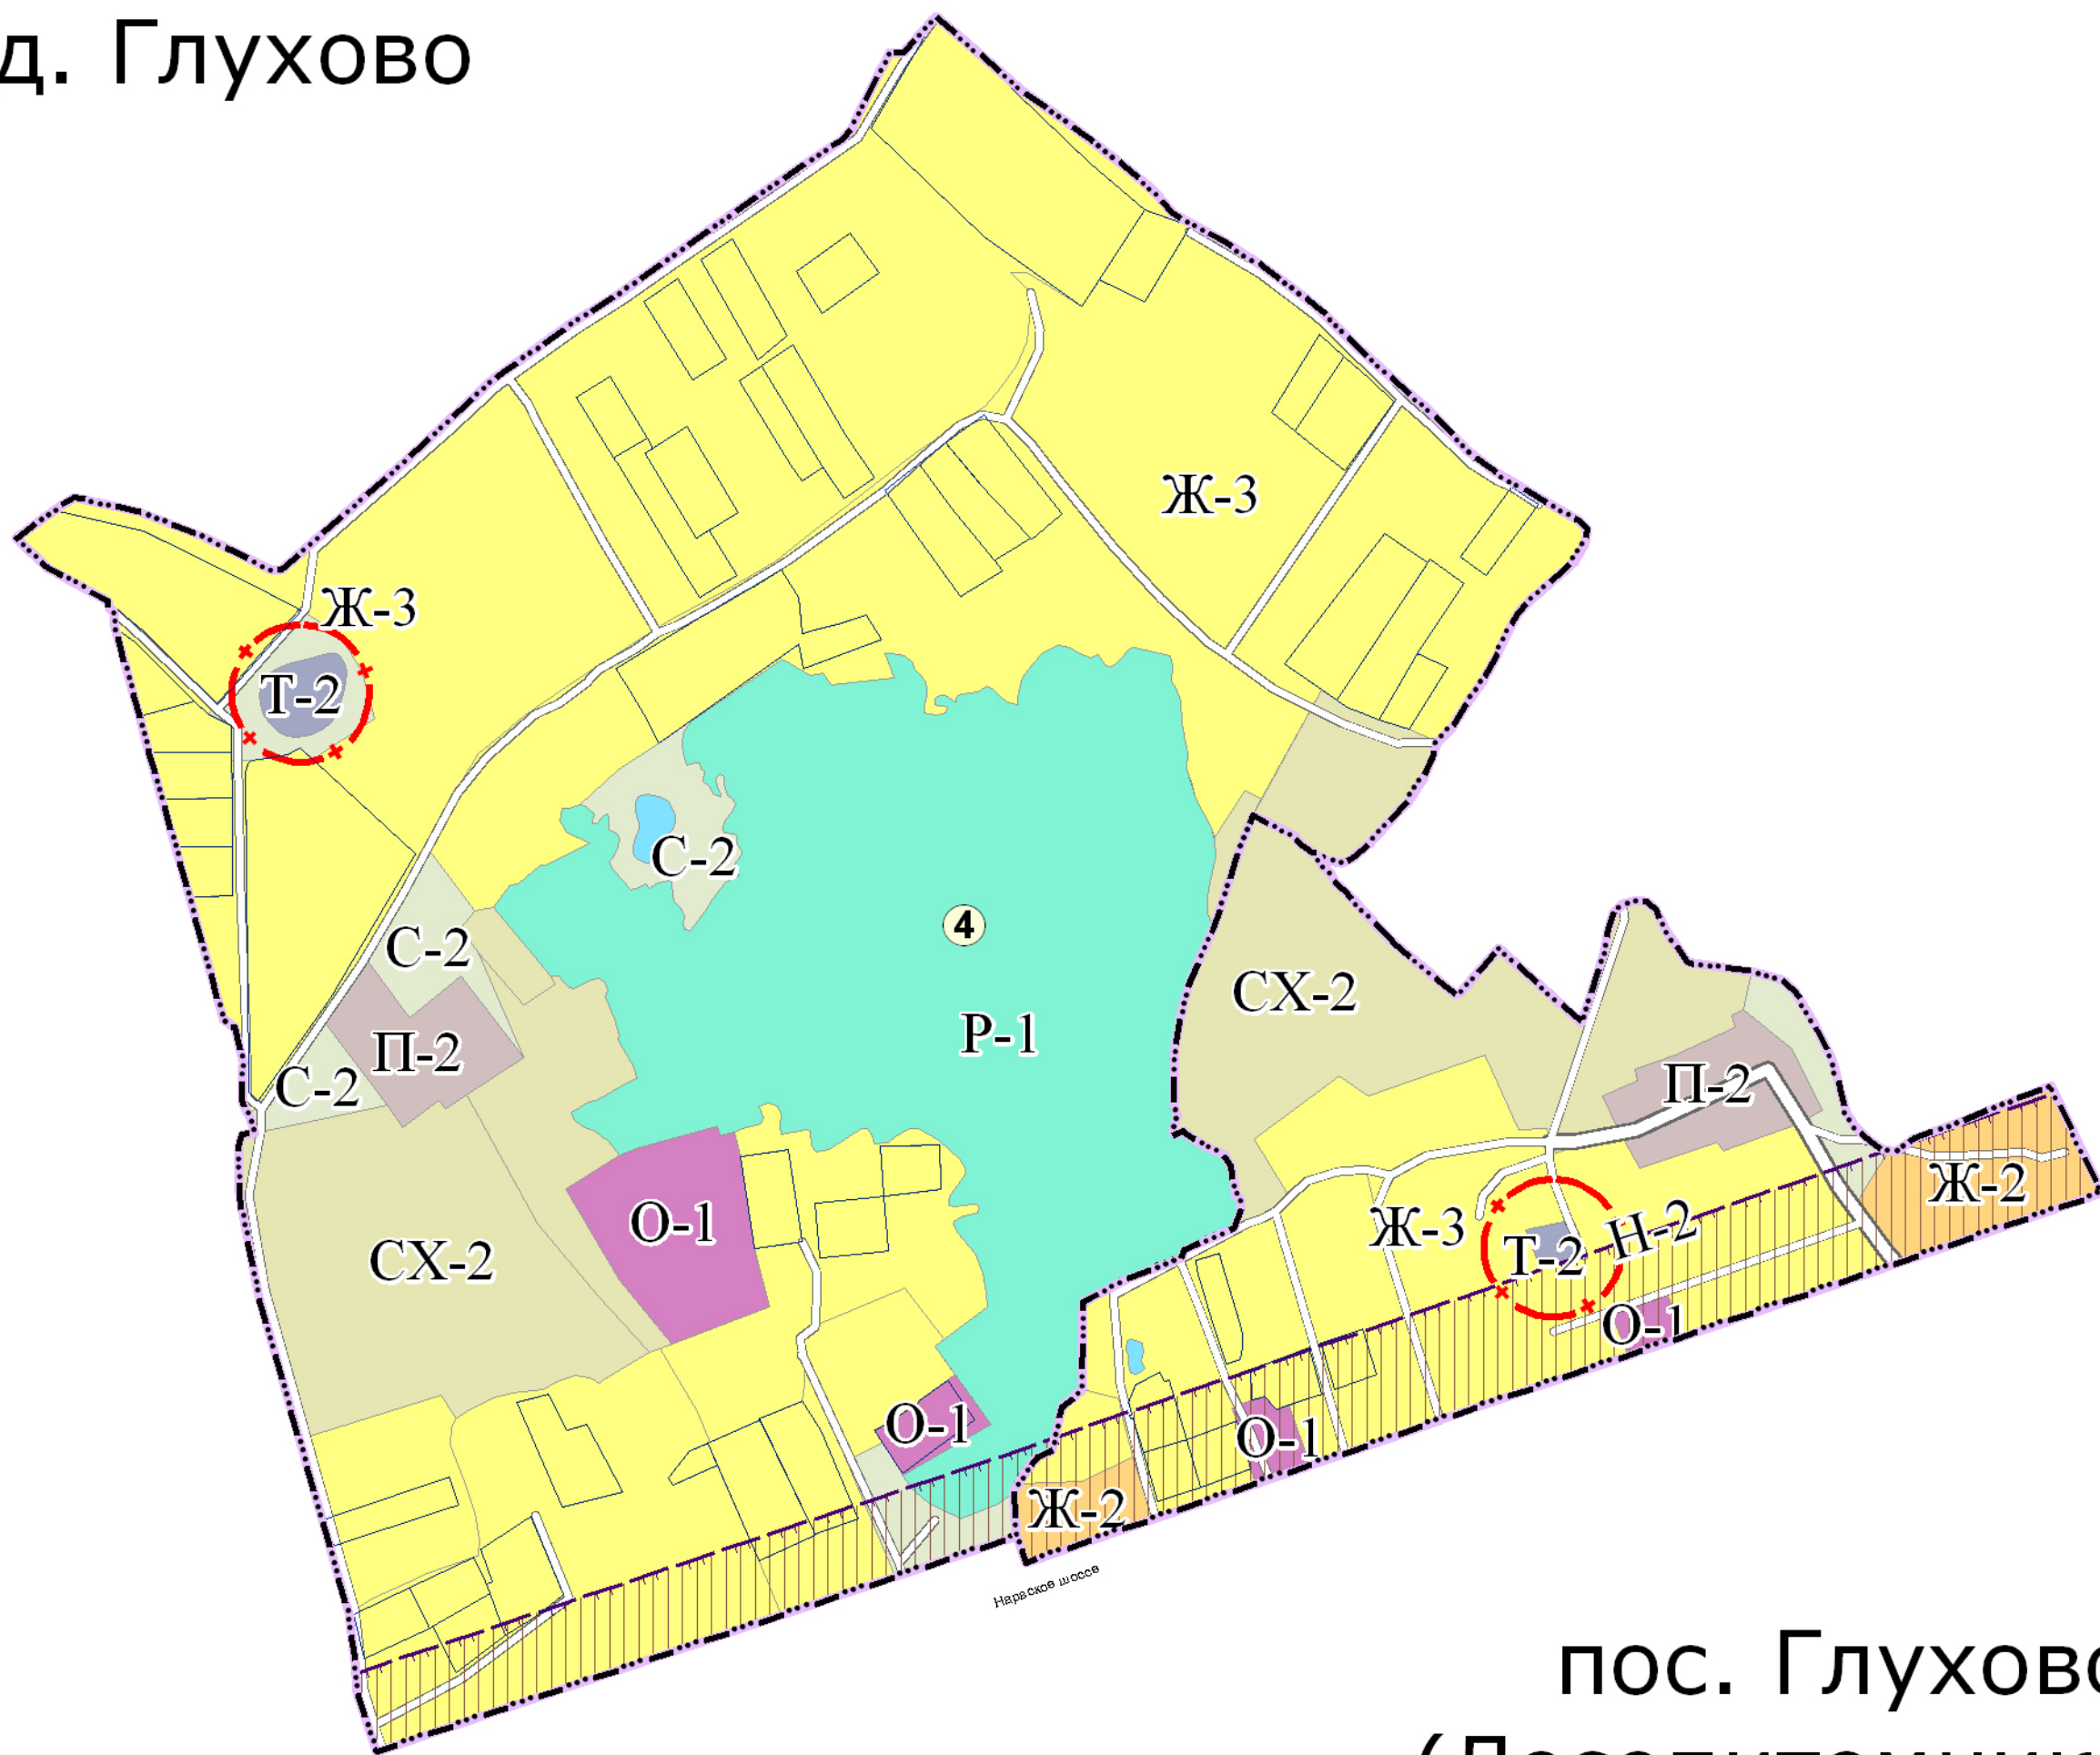 д. Глухово
Ж-3
Ж-3
Т-2
С-2
4
С-2
СХ-2
Р-1
П-2
С-2
П-2
Ж-2
О-1
Ж-3
Н-2
Т-2
СХ-2
О-1
О-1
О-1
Ж-2
Нарвское шоссе
пос. Глухово